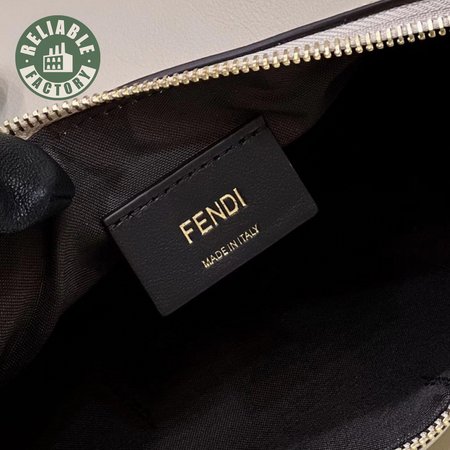 RELIABLE
FACTORY
FENDI
MADE IN ITALY